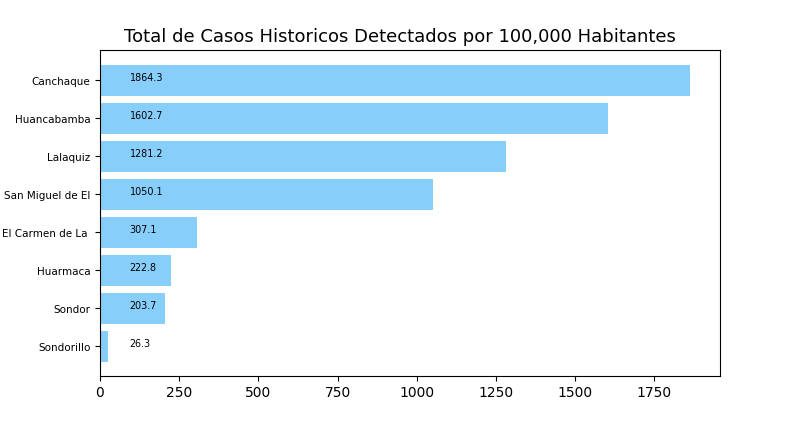 Total de Casos Historicos Detectados por 100,000 Habitantes
Canchaque 1864.3
Huancabamba 1602.7
Lalaquiz 1281.2
San Miguel de El 1050.1
El Carmen de La 307.1
Huarmaca 222.8
Sondor 203.7
Sondorillo 26.3
0 250 500 750 1000 1250 1500 1750